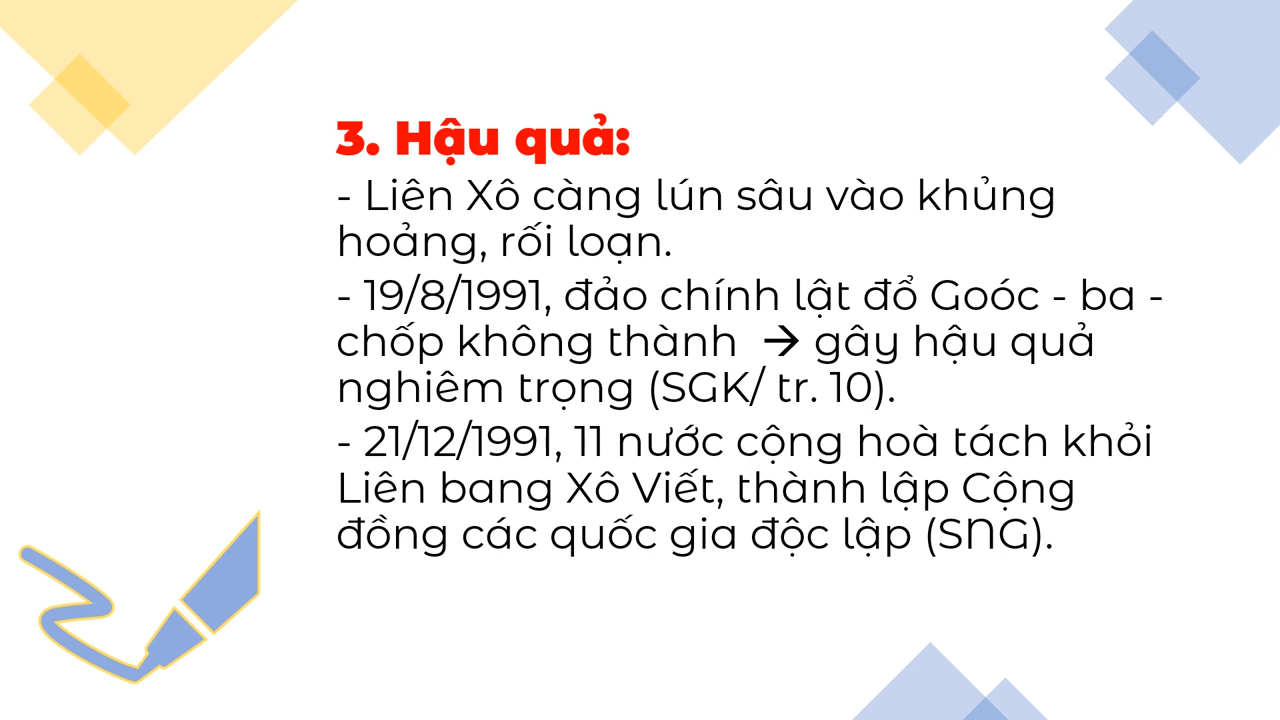 3. Hậu quả:
- Liên Xô càng lún sâu vào khủng
hoảng, rối loạn.
- 19/8/1991, đảo chính lật đổ Goóc - ba -
chốp không thành → gây hậu quả
nghiêm trọng (SGK/ tr. 10).
- 21/12/1991, 11 nước cộng hoà tách khỏi
Liên bang Xô Viết, thành lập Cộng
đồng các quốc gia độc lập (SNG).